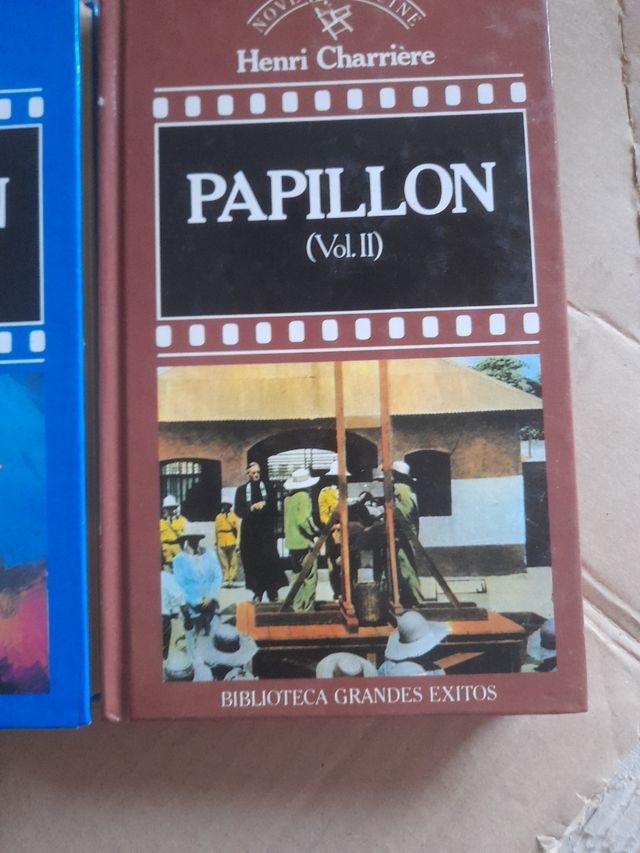 Henri Charrière
PAPILLON
(Vol. II)
BIBLIOTECA GRANDES EXITOS